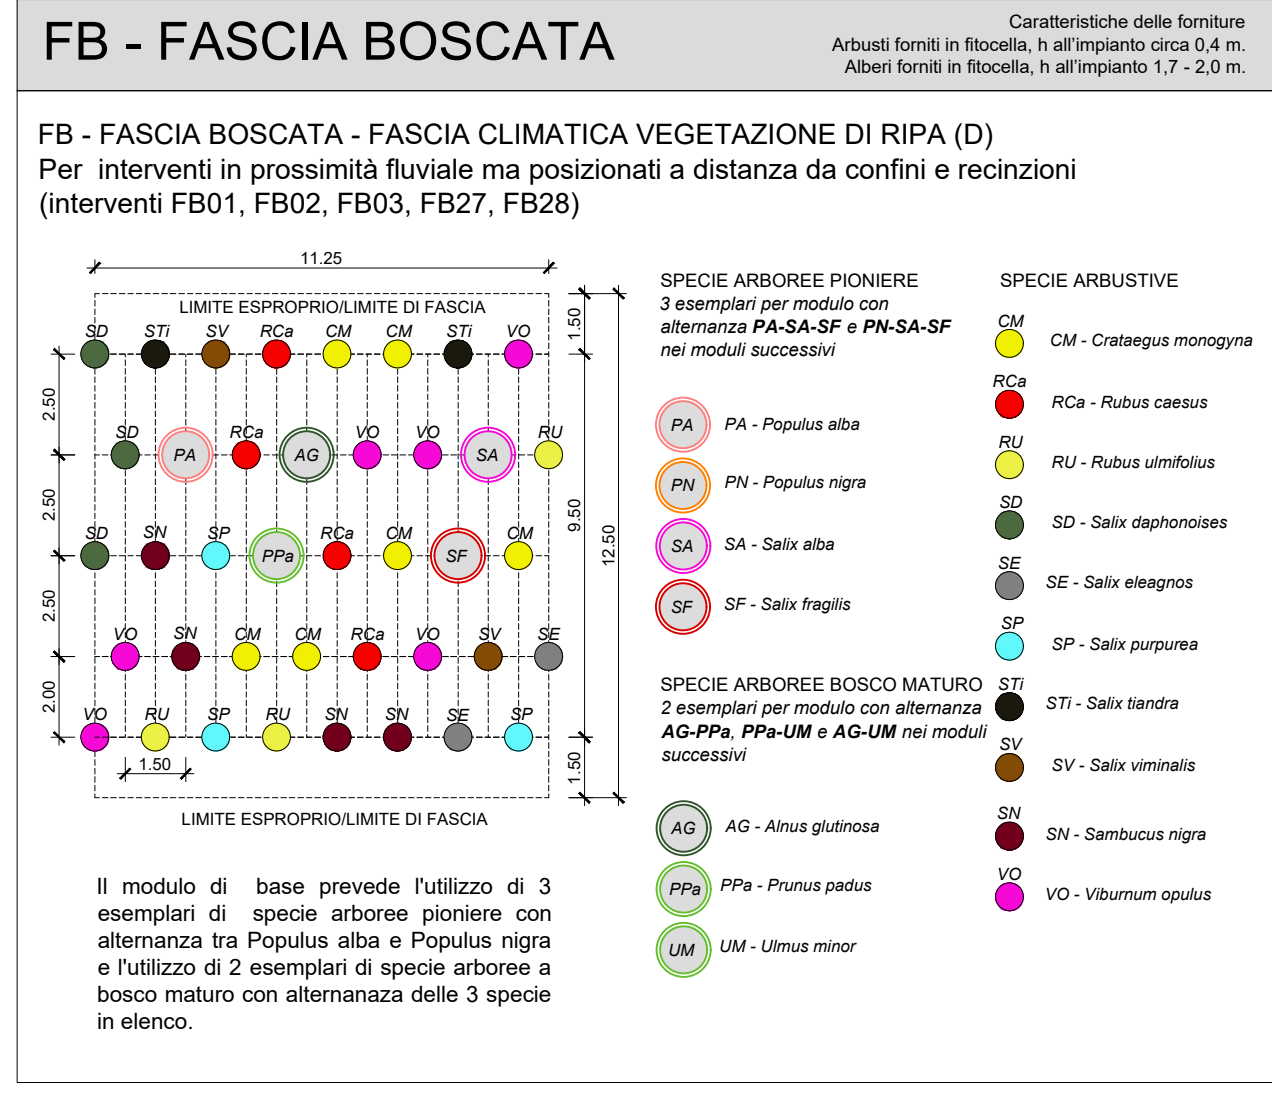 FB - FASCIA BOSCATA
Caratteristiche delle forniture
Arbusti forniti in fitocella, h all'impianto circa 0,4 m.
Alberi forniti in fitocella, h all'impianto 1,7 - 2,0 m.
FB - FASCIA BOSCATA - FASCIA CLIMATICA VEGETAZIONE DI RIPA (D)
Per interventi in prossimità fluviale ma posizionati a distanza da confini e recinzioni
(interventi FB01, FB02, FB03, FB27, FB28)
11.25
LIMITE ESPROPRIO/LIMITE DI FASCIA
1.50
SD STi SV RCa CM CM STi VO
2.50
SD PA RCa AG VO VO SA RU
2.50
9.50
12.50
SD SN SP PPa RCa CM SF CM
2.50
VO SN CM CM RCa VO SV SE
2.00
VO RU SP RU SN SN SE SP
1.50
1.50
LIMITE ESPROPRIO/LIMITE DI FASCIA
Il modulo di base prevede l'utilizzo di 3
esemplari di specie arboree pioniere con
alternanza tra Populus alba e Populus nigra
e l'utilizzo di 2 esemplari di specie arboree a
bosco maturo con alternanaza delle 3 specie
in elenco.
SPECIE ARBOREE PIONIERE
3 esemplari per modulo con
alternanza PA-SA-SF e PN-SA-SF
nei moduli successivi
PA PA - Populus alba
PN PN - Populus nigra
SA SA - Salix alba
SF SF - Salix fragilis
SPECIE ARBOREE BOSCO MATURO
2 esemplari per modulo con alternanza
AG-PPa, PPa-UM e AG-UM nei moduli
successivi
AG AG - Alnus glutinosa
PPa PPa - Prunus padus
UM UM - Ulmus minor
SPECIE ARBUSTIVE
CM
CM - Crataegus monogyna
RCa
RCa - Rubus caesus
RU
RU - Rubus ulmifolius
SD
SD - Salix daphonoises
SE
SE - Salix eleagnos
SP
SP - Salix purpurea
STi
STi - Salix tiandra
SV
SV - Salix viminalis
SN
SN - Sambucus nigra
VO
VO - Viburnum opulus